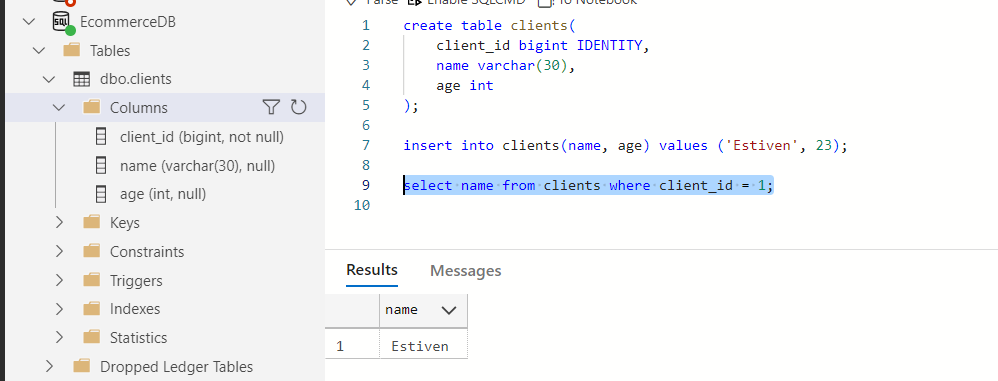 EcommerceDB
Tables
dbo.clients
Columns
client_id (bigint, not null)
name (varchar(30), null)
age (int, null)
Keys
Constraints
Triggers
Indexes
Statistics
Dropped Ledger Tables
Parse Enable SQLCMD To Notebook
1 create table clients(
2 client_id bigint IDENTITY,
3 name varchar(30),
4 age int
5 );
6
7 insert into clients(name, age) values ('Estiven', 23);
8
9 select name from clients where client_id = 1;
10
Results Messages
name
1 Estiven